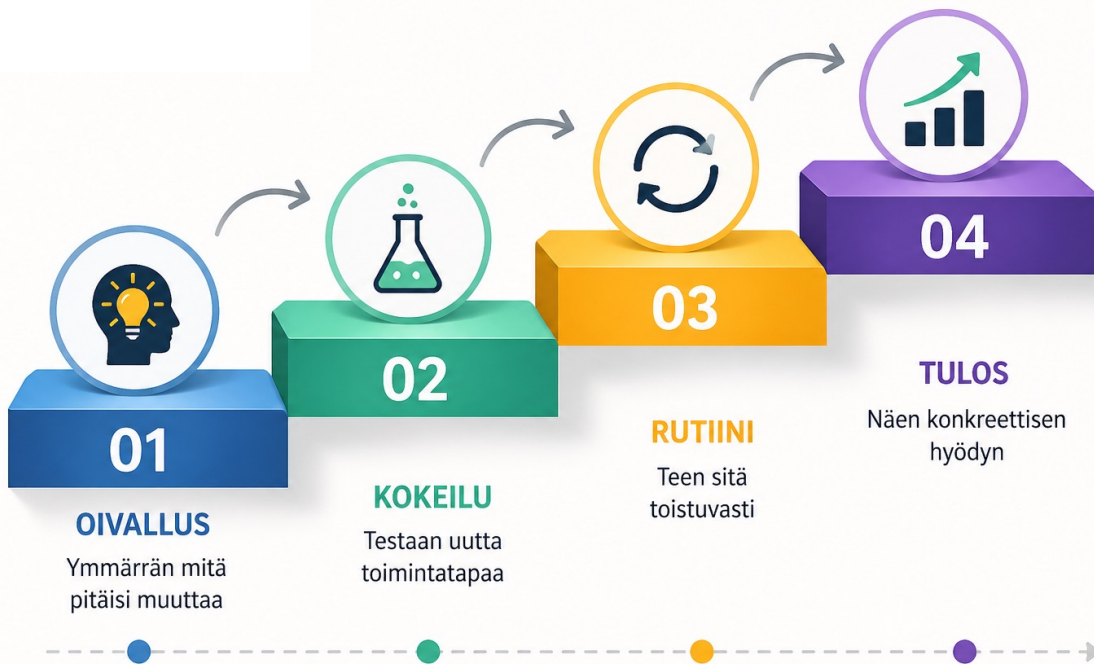 01
OIVALLUS
Ymmärrän mitä
pitäisi muuttaa
02
KOKEILU
Testaan uutta
toimintatapaa
03
RUTIINI
Teen sitä
toistuvasti
04
TULOS
Näen konkreettisen
hyödyn